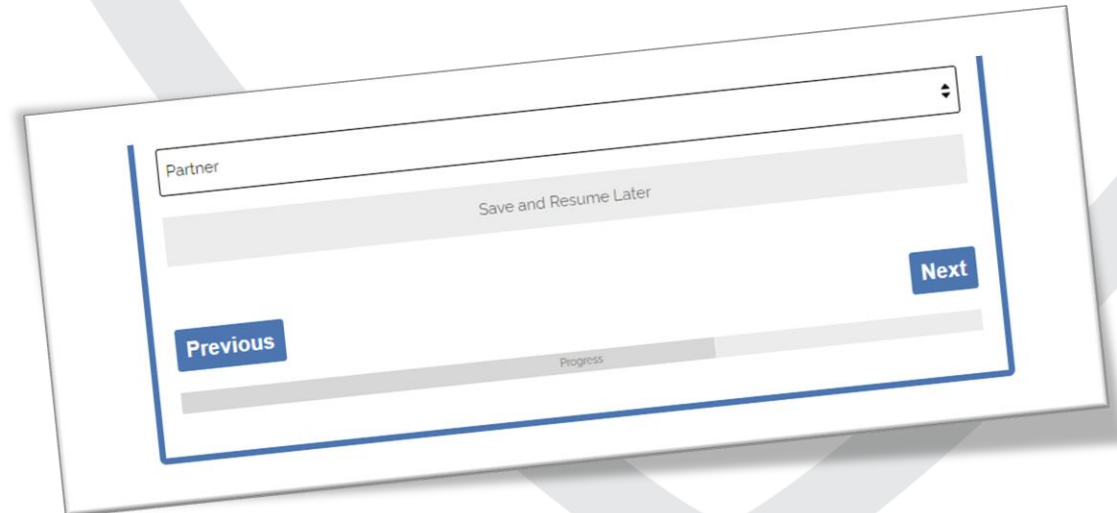 Partner
Save and Resume Later
Next
Previous
Progress